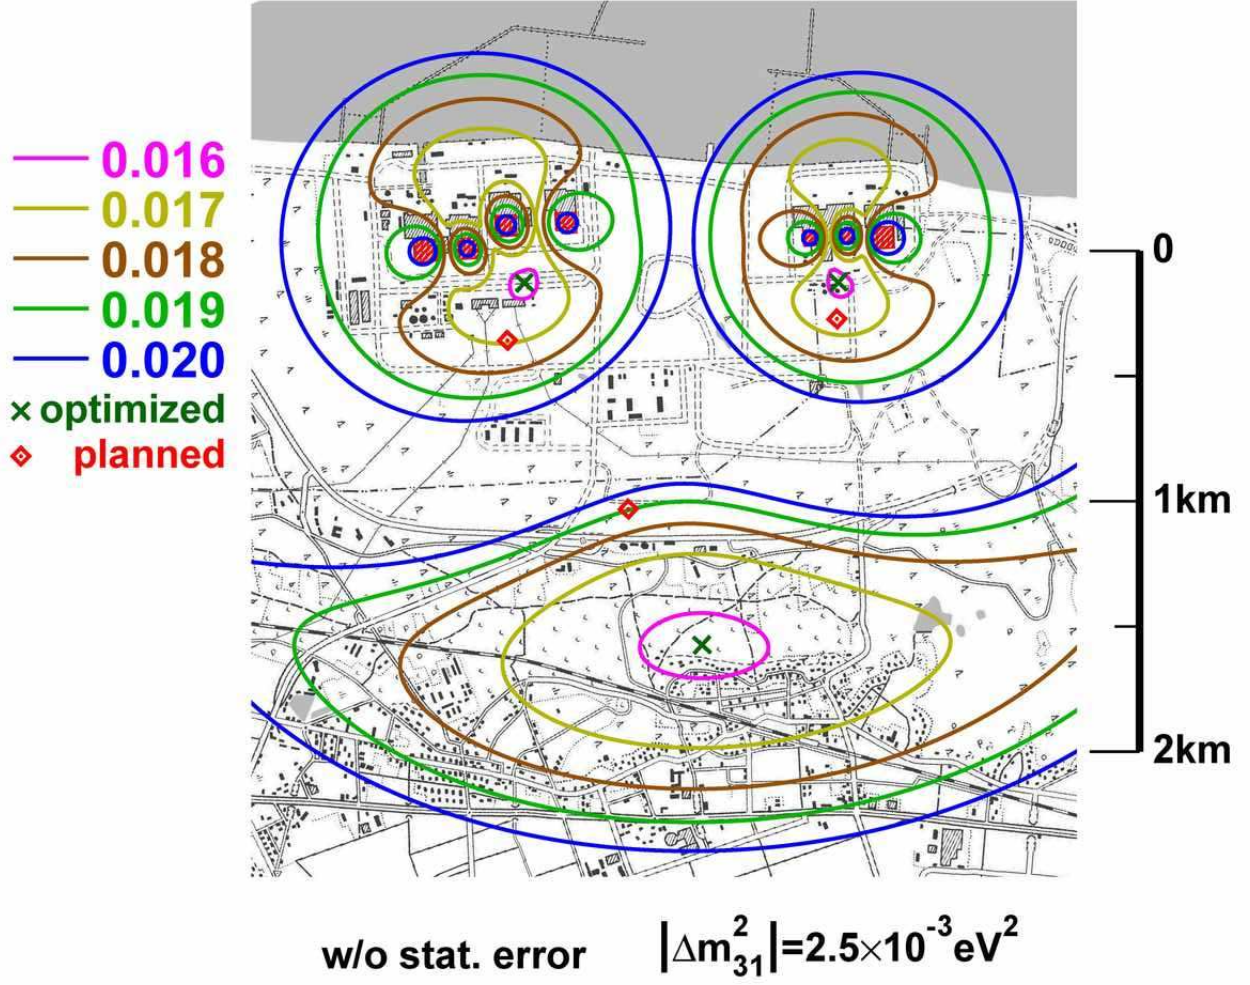 0.016
0.017
0.018
0.019
0.020
× optimized
planned
0
1km
2km
w/o stat. error
|Δm²₃₁|=2.5×10⁻³eV²